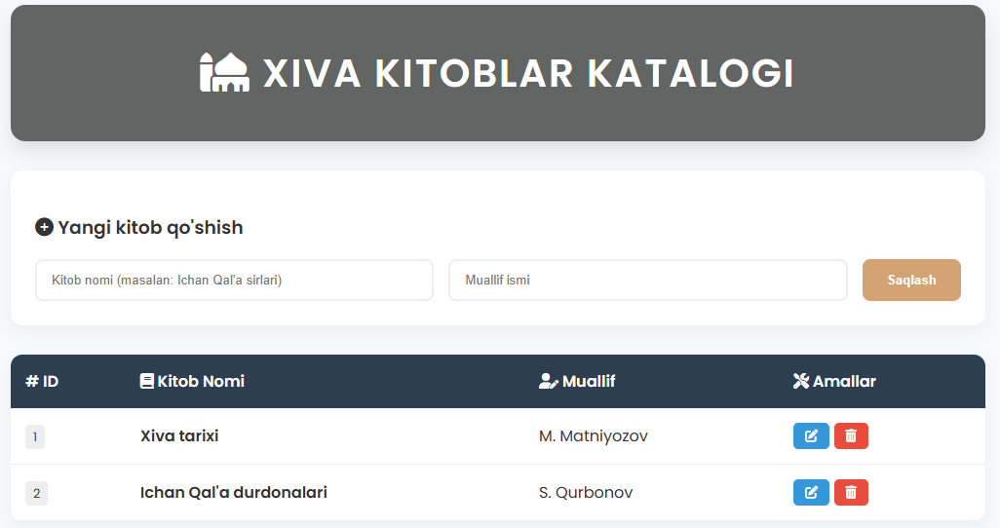 XIVA KITOBLAR KATALOGI
Yangi kitob qo'shish
Kitob nomi (masalan: Ichan Qal'a sirlari) Muallif ismi Saqlash
# ID Kitob Nomi Muallif Amallar
1 Xiva tarixi M. Matniyozov
2 Ichan Qal'a durdonalari S. Qurbonov